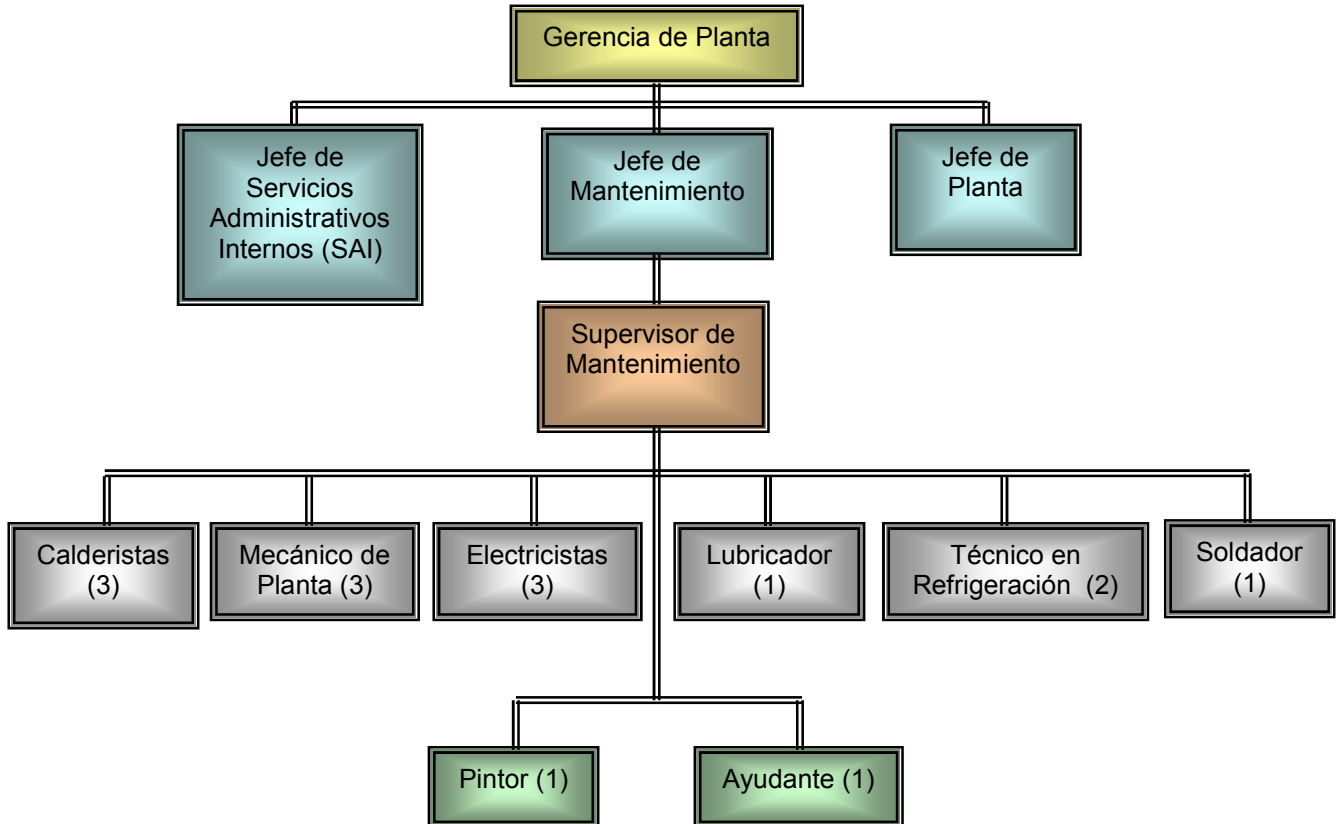 Gerencia de Planta
Jefe de
Servicios
Administrativos
Internos (SAI)
Jefe de
Mantenimiento
Jefe de
Planta
Supervisor de
Mantenimiento
Calderistas
(3)
Mecánico de
Planta (3)
Electricistas
(3)
Lubricador
(1)
Técnico en
Refrigeración (2)
Soldador
(1)
Pintor (1)
Ayudante (1)